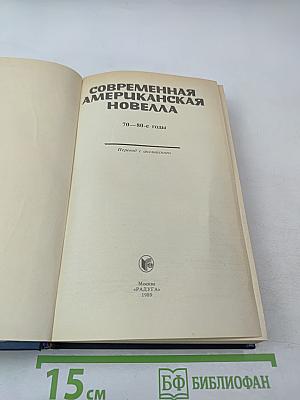 СОВРЕМЕННАЯ
АМЕРИКАНСКАЯ
НОВЕЛЛА
70—80-е годы
Перевод с английского
Москва
«РАДУГА»
1989
15 см
БФ БИБЛИОФАН